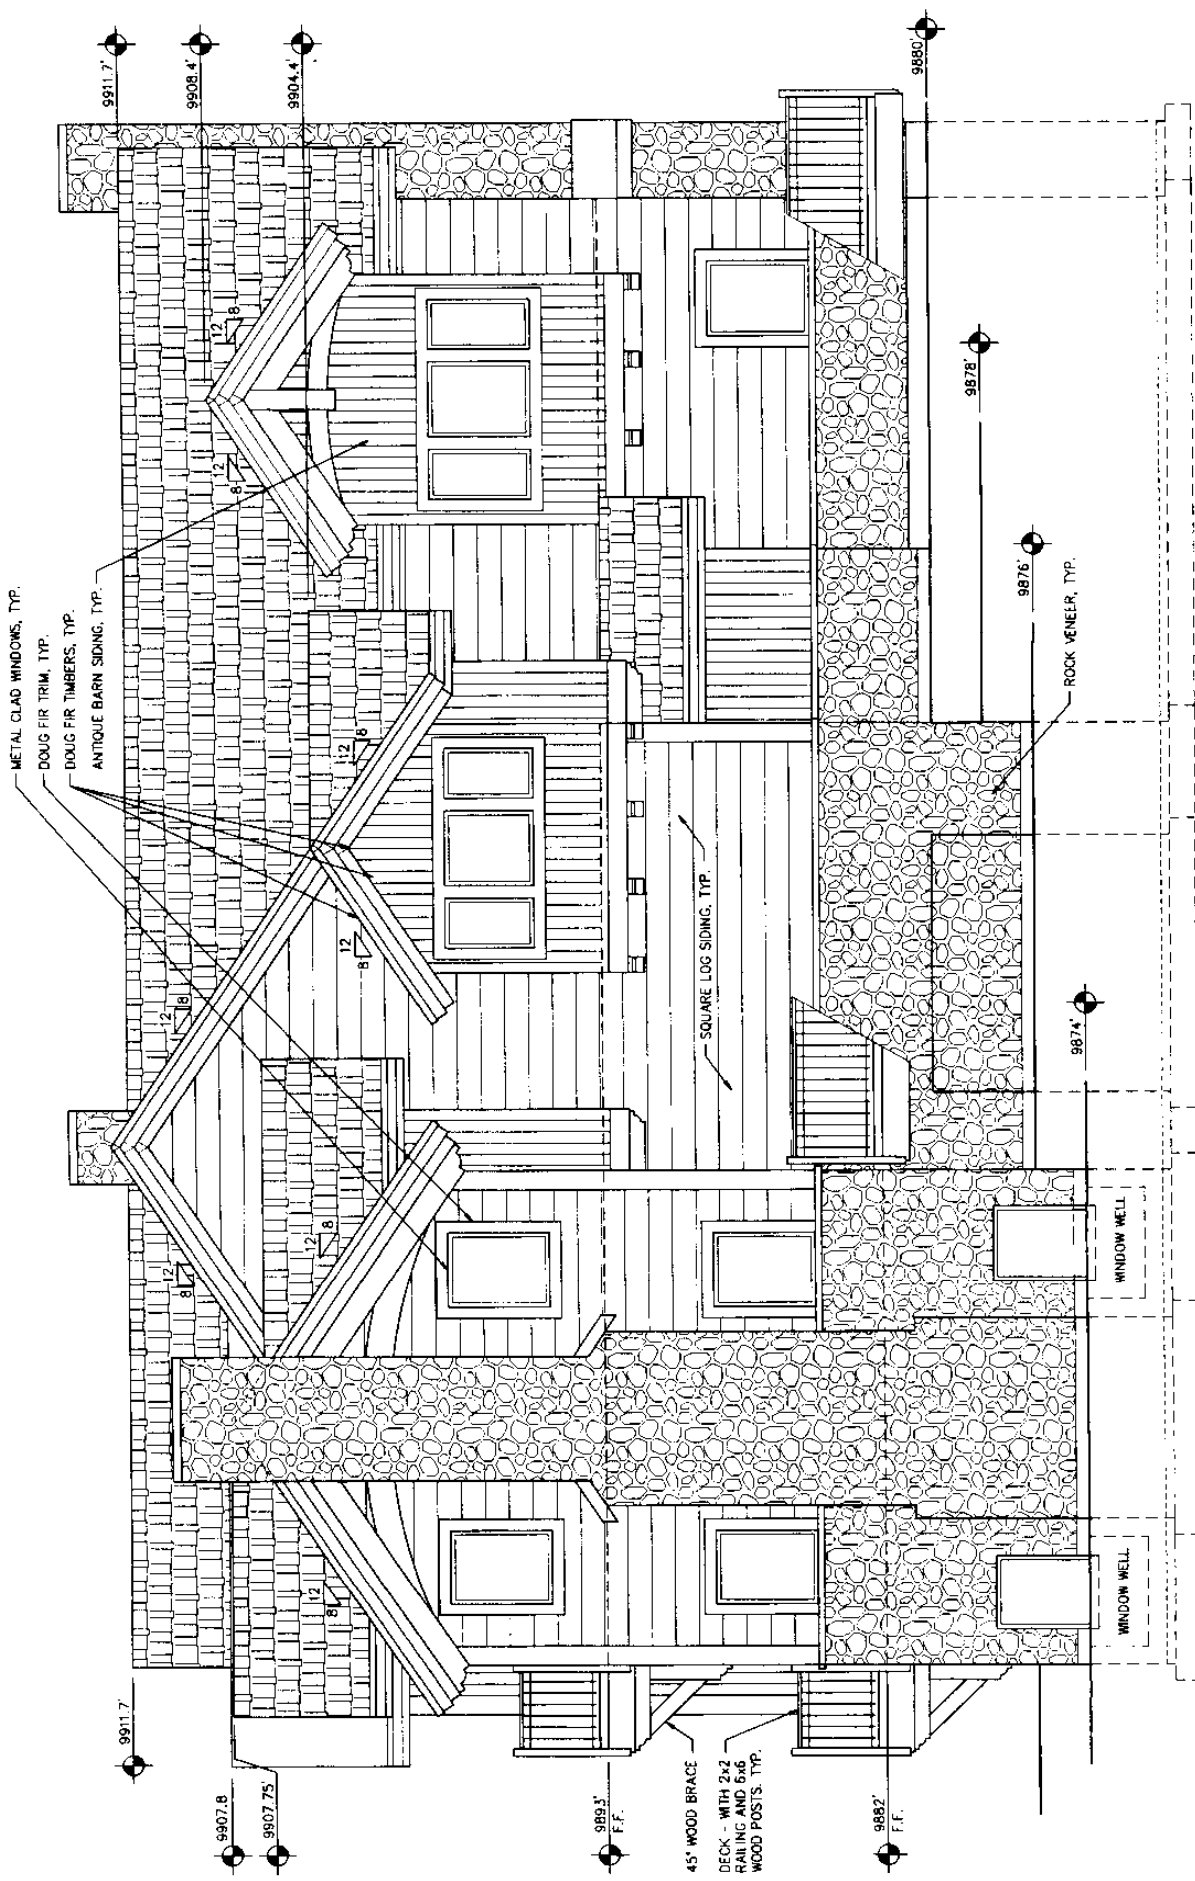 METAL CLAD WINDOWS, TYP.
DOUG FIR TRIM, TYP.
DOUG FIR TIMBERS, TYP.
ANTIQUE BARN SIDING, TYP.
9911.7'
9907.8
9907.75'
9893'
F.F.
45° WOOD BRACE
DECK - WITH 2x2
RAILING AND 6x6
WOOD POSTS. TYP.
9882'
F.F.
9911.7'
9908.4'
9904.4'
9880'
9878'
9876'
9874'
12
8
12
8
12
8
12
8
12
8
12
8
12
8
12
8
SQUARE LOG SIDING, TYP.
ROCK VENEER, TYP.
WINDOW WELL
WINDOW WELL